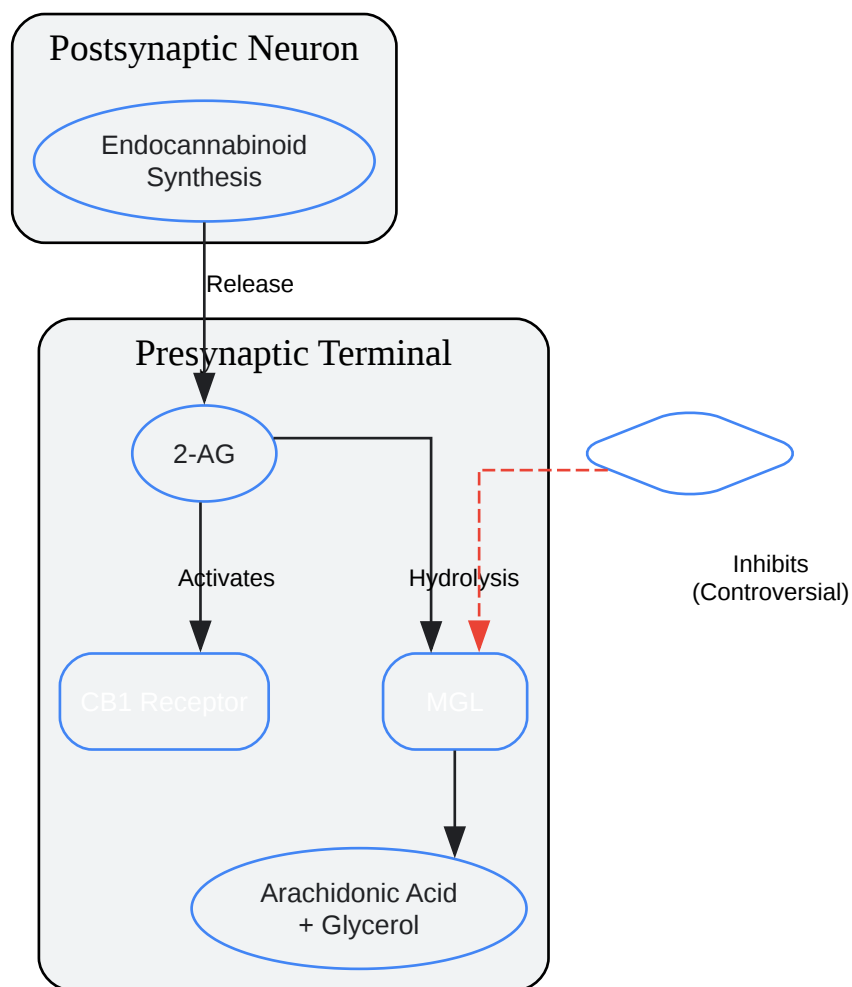 Postsynaptic Neuron
Endocannabinoid
Synthesis
Release
Presynaptic Terminal
2-AG
Activates
Hydrolysis
Inhibits
(Controversial)
CB1 Receptor
MGL
Arachidonic Acid
+ Glycerol